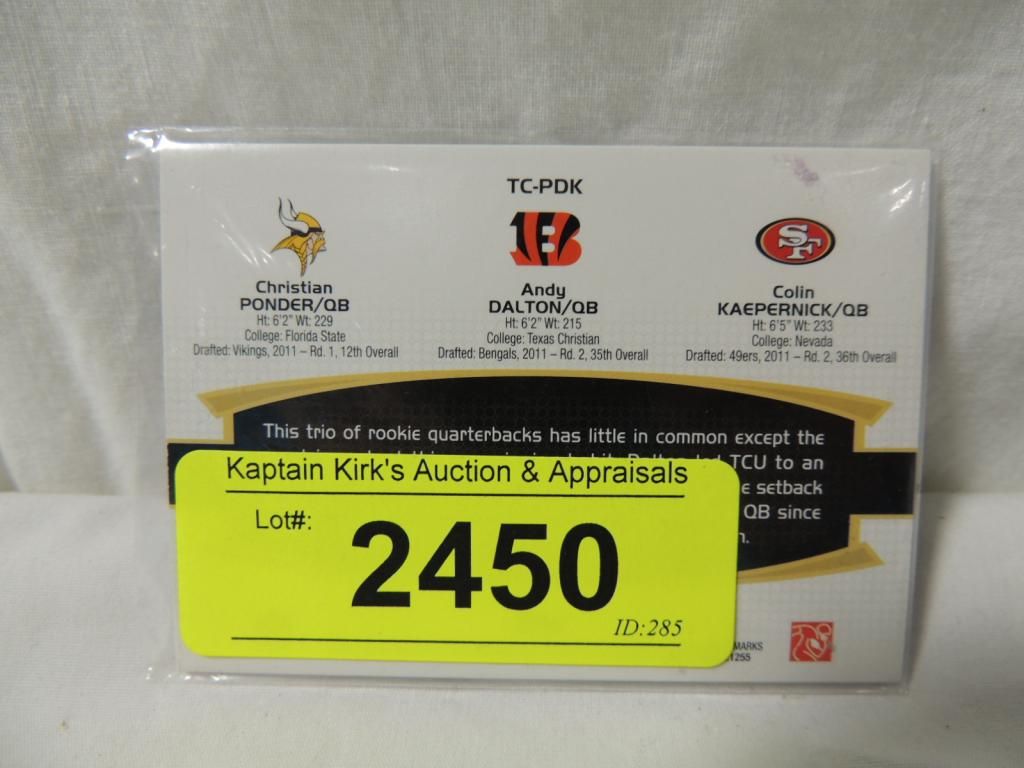 TC-PDK
Christian
PONDER/QB
Ht: 6'2" Wt: 229
College: Florida State
Drafted: Vikings, 2011 – Rd. 1, 12th Overall
Andy
DALTON/QB
Ht: 6'2" Wt: 215
College: Texas Christian
Drafted: Bengals, 2011 – Rd. 2, 35th Overall
SF
Colin
KAEPERNICK/QB
Ht: 6'5" Wt: 233
College: Nevada
Drafted: 49ers, 2011 – Rd. 2, 36th Overall
This trio of rookie quarterbacks has little in common except the
TCU to an
setback
QB since
Kaptain Kirk's Auction & Appraisals
Lot#:
2450
ID:285
MARKS
1255